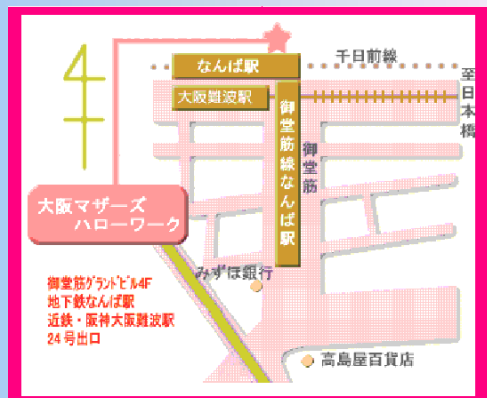 千日前線
なんば駅
至日本橋
大阪難波駅
御堂筋線なんば駅
御堂筋
大阪マザーズ
ハローワーク
みずほ銀行
御堂筋グランドビル4F
地下鉄なんば駅
近鉄・阪神大阪難波駅
24号出口
高島屋百貨店